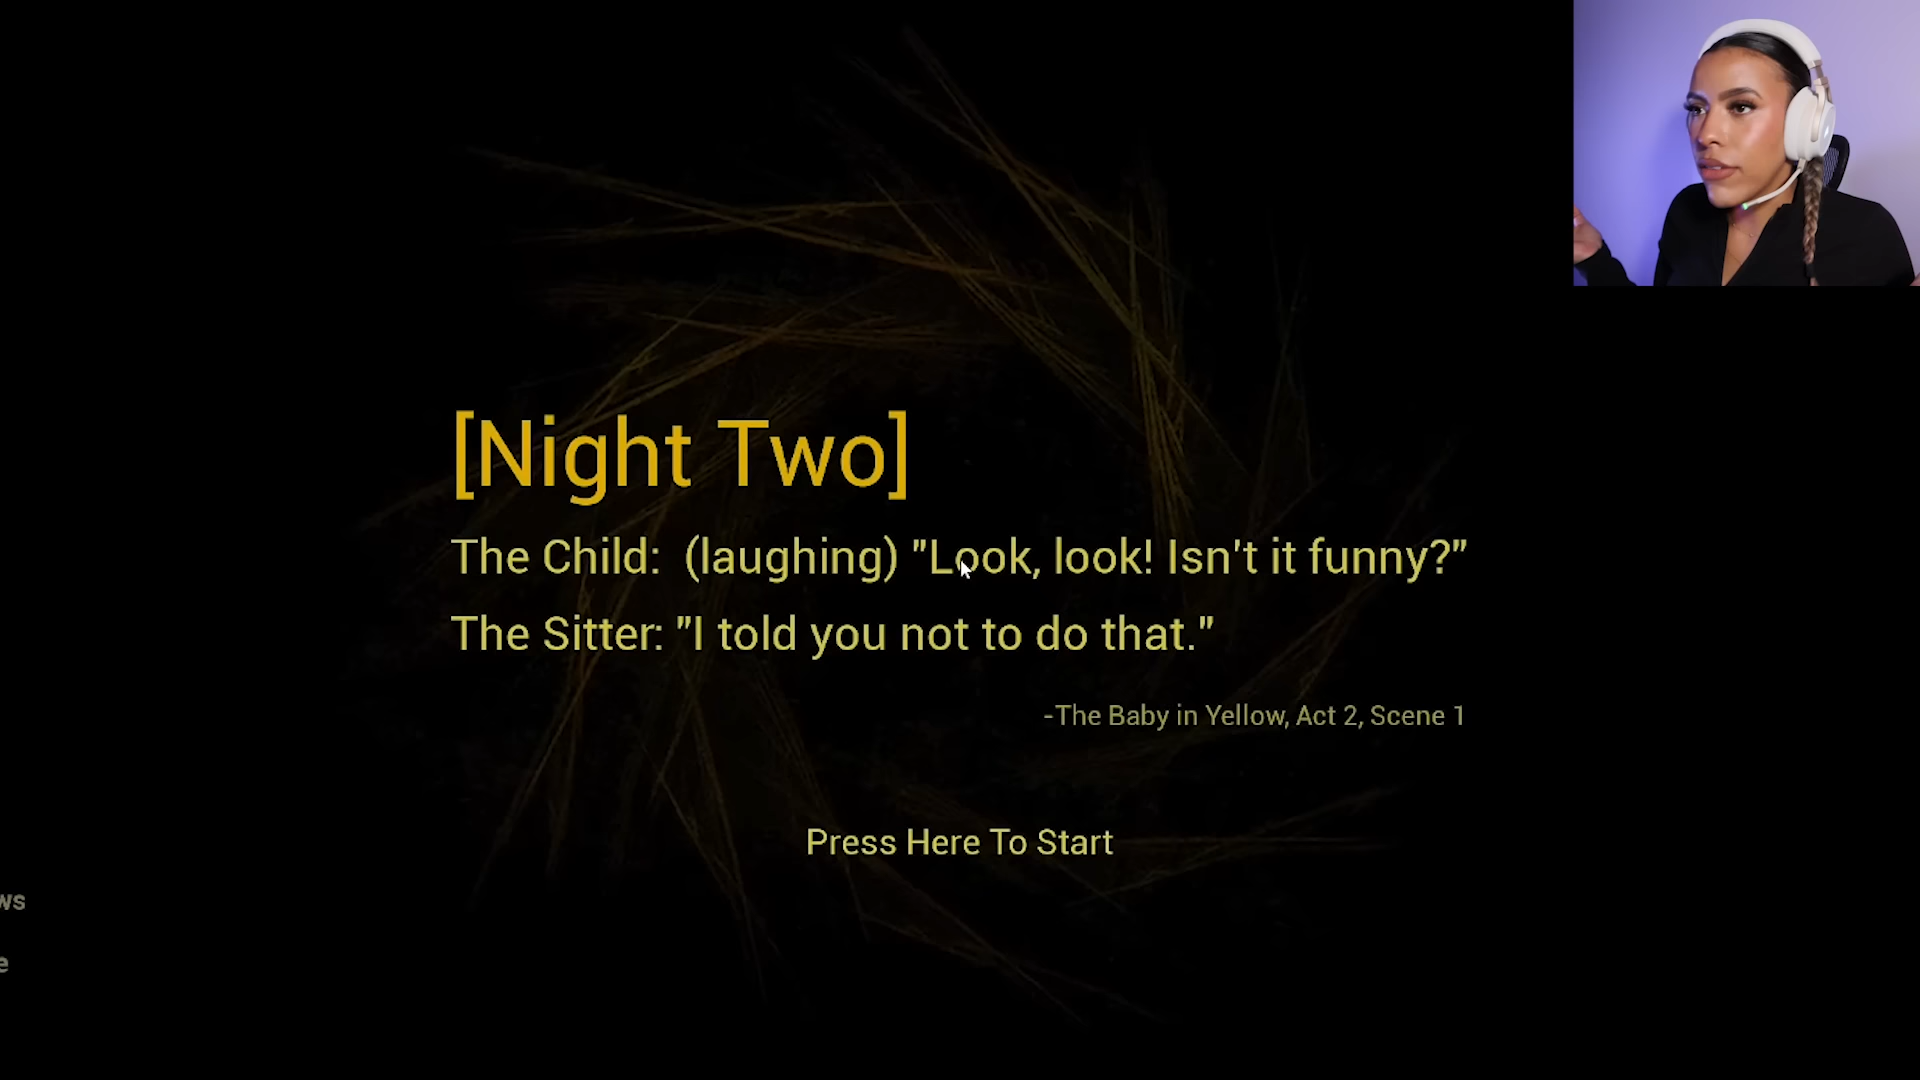 [Night Two]
The Child: (laughing) "Look, look! Isn't it funny?"
The Sitter: "I told you not to do that."
-The Baby in Yellow, Act 2, Scene 1
Press Here To Start
ws
e